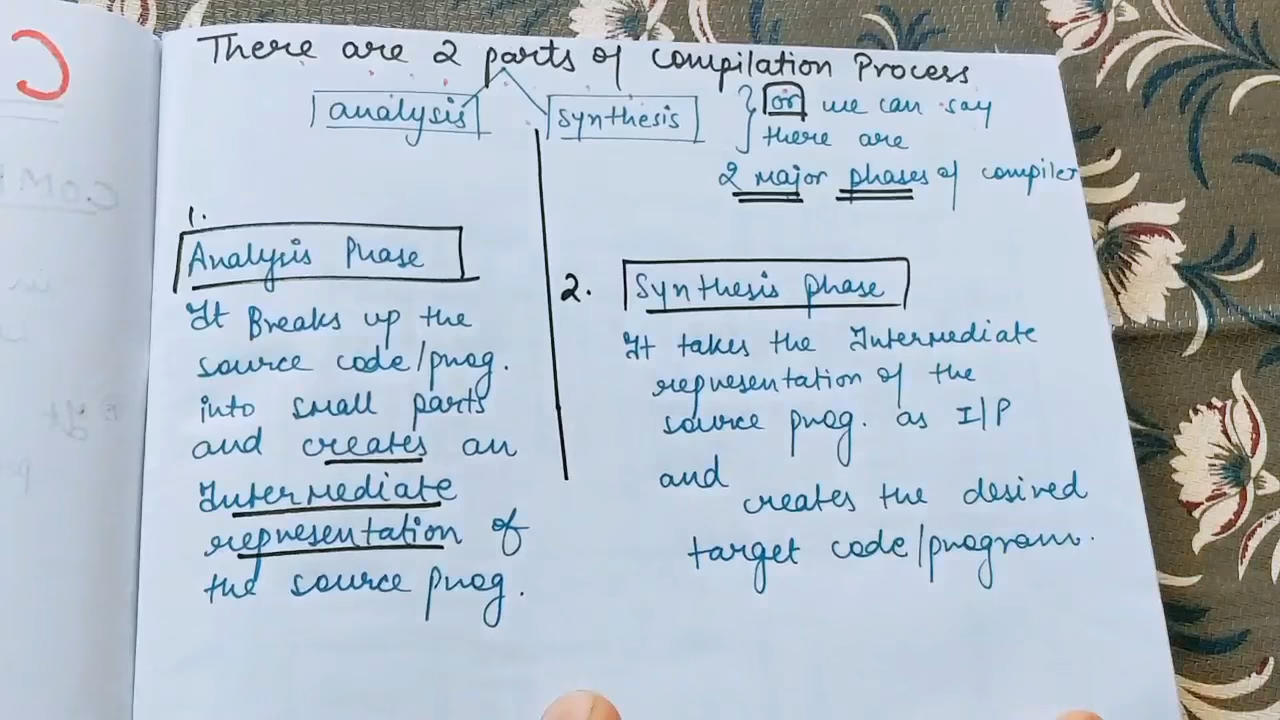 There are 2 parts of Compilation Process
analysis synthesis } or we can say
there are
2 major phases of compiler
1.
Analysis Phase
It Breaks up the
source code/prog.
into small parts
and creates an
Intermediate
representation of
the source prog.
2. Synthesis phase
It takes the Intermediate
representation of the
source prog. as I/P
and
creates the desired
target code/program.
C